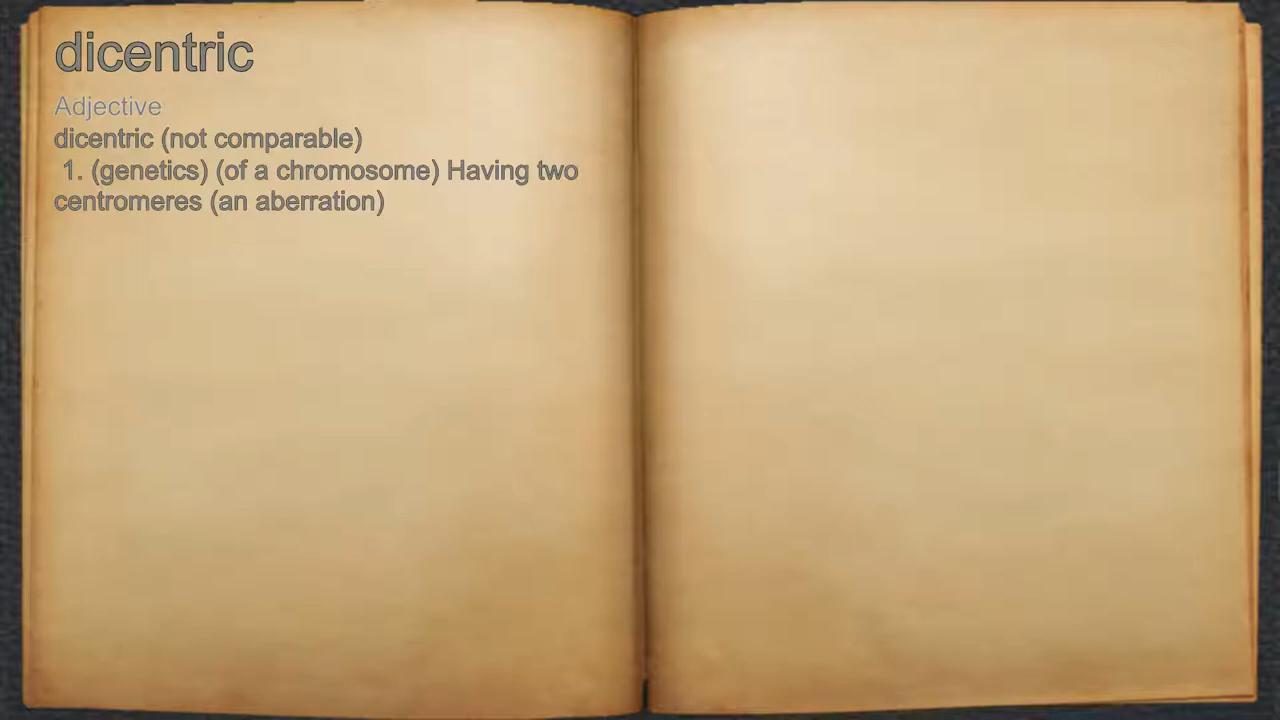 dicentric
Adjective
dicentric (not comparable)
1. (genetics) (of a chromosome) Having two
centromeres (an aberration)